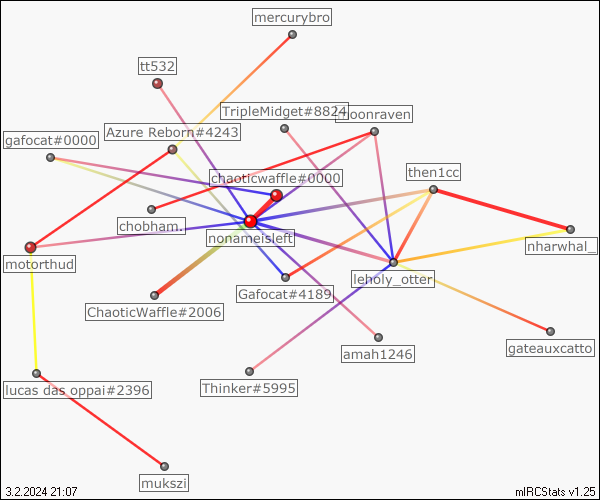 mercurybro
tt532
TripleMidget#8824
moonraven
Azure Reborn#4243
gafocat#0000
then1cc
chaoticwaffle#0000
chobham.
nonameisleft
nharwhal_
motorthud
leholy_otter
Gafocat#4189
ChaoticWaffle#2006
gateauxcatto
amah1246
lucas das oppai#2396
Thinker#5995
mukszi
3.2.2024 21:07
mIRCStats v1.25